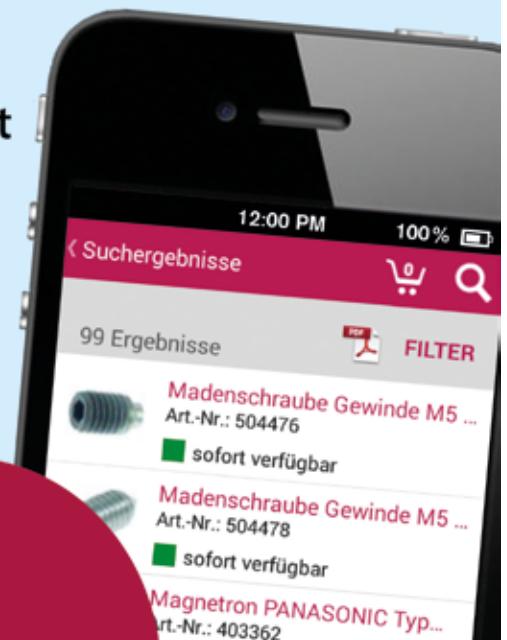 t
12:00 PM 100%
‹ Suchergebnisse 0
99 Ergebnisse PDF FILTER
Madenschraube Gewinde M5 ...
Art.-Nr.: 504476
sofort verfügbar
Madenschraube Gewinde M5 ...
Art.-Nr.: 504478
sofort verfügbar
Magnetron PANASONIC Typ...
rt.-Nr.: 403362